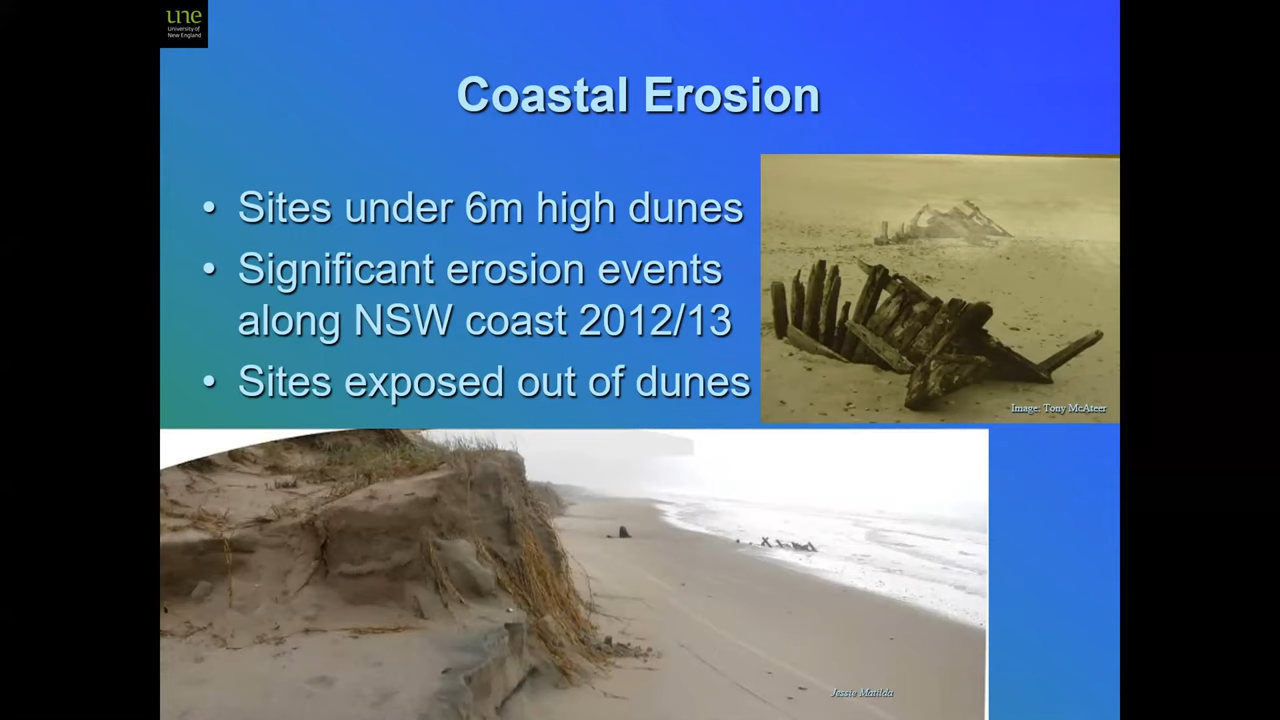 une
University of
New England
Coastal Erosion
• Sites under 6m high dunes
• Significant erosion events
along NSW coast 2012/13
• Sites exposed out of dunes
Image: Tony McAteer
Jessie Matilda